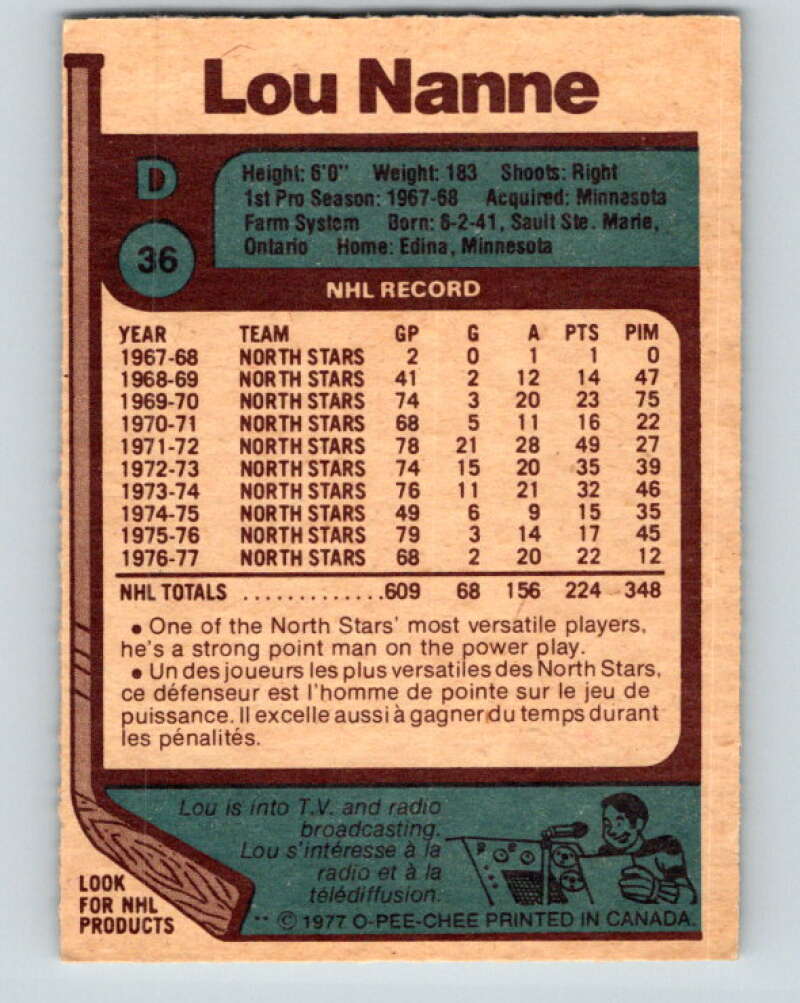 Lou Nanne
D
36
Height: 6'0" Weight: 183 Shoots: Right
1st Pro Season: 1967-68 Acquired: Minnasota
Farm System Born: 6-2-41, Sault Ste. Marie,
Ontario Home: Edina, Minnesota
NHL RECORD
YEAR TEAM GP G A PTS PIM
1967-68 NORTH STARS 2 0 1 1 0
1968-69 NORTH STARS 41 2 12 14 47
1969-70 NORTH STARS 74 3 20 23 75
1970-71 NORTH STARS 68 5 11 16 22
1971-72 NORTH STARS 78 21 28 49 27
1972-73 NORTH STARS 74 15 20 35 39
1973-74 NORTH STARS 76 11 21 32 46
1974-75 NORTH STARS 49 6 9 15 35
1975-76 NORTH STARS 79 3 14 17 45
1976-77 NORTH STARS 68 2 20 22 12
NHL TOTALS .............609 68 156 224 348
• One of the North Stars' most versatile players,
he's a strong point man on the power play.
• Un des joueurs les plus versatiles des North Stars,
ce défenseur est l'homme de pointe sur le jeu de
puissance. Il excelle aussi à gagner du temps durant
les pénalités.
Lou is into T.V. and radio
broadcasting.
Lou s'intéresse à la
radio et à la
télédiffusion.
LOOK
FOR NHL
PRODUCTS
** © 1977 O-PEE-CHEE PRINTED IN CANADA.